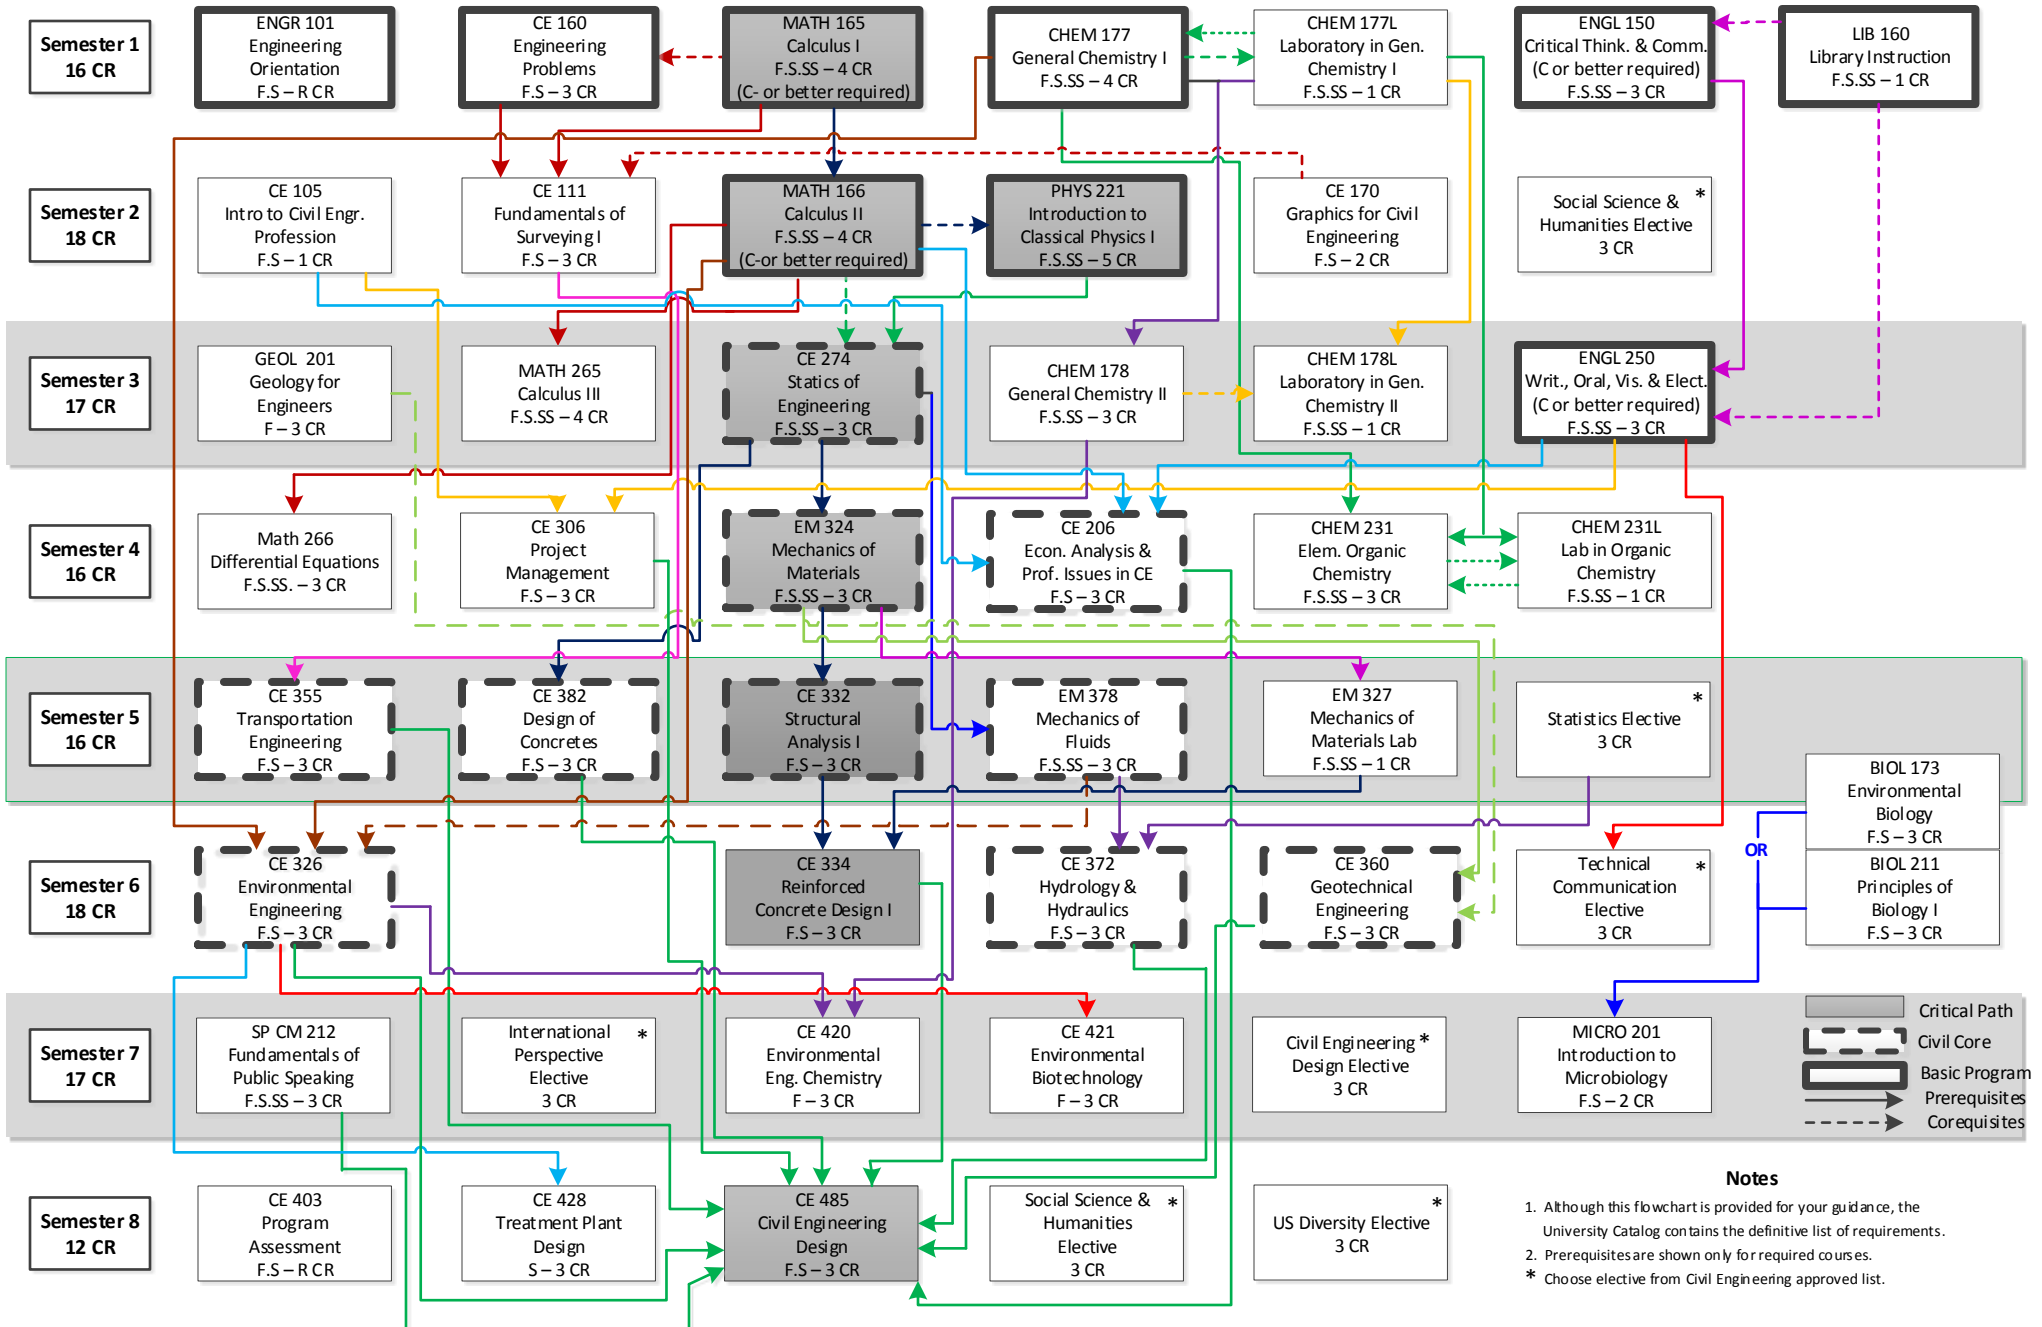 Semester 1
16 CR
ENGR 101
Engineering
Orientation
F.S – R CR
CE 160
Engineering
Problems
F.S – 3 CR
MATH 165
Calculus I
F.S.SS – 4 CR
(C- or better required)
CHEM 177
General Chemistry I
F.S.SS – 4 CR
CHEM 177L
Laboratory in Gen.
Chemistry I
F.S.SS – 1 CR
ENGL 150
Critical Think. & Comm.
(C or better required)
F.S.SS – 3 CR
LIB 160
Library Instruction
F.S.SS – 1 CR
Semester 2
18 CR
CE 105
Intro to Civil Engr.
Profession
F.S – 1 CR
CE 111
Fundamentals of
Surveying I
F.S – 3 CR
MATH 166
Calculus II
F.S.SS – 4 CR
(C-or better required)
PHYS 221
Introduction to
Classical Physics I
F.S.SS – 5 CR
CE 170
Graphics for Civil
Engineering
F.S – 2 CR
Social Science & *
Humanities Elective
3 CR
Semester 3
17 CR
GEOL 201
Geology for
Engineers
F – 3 CR
MATH 265
Calculus III
F.S.SS – 4 CR
CE 274
Statics of
Engineering
F.S.SS – 3 CR
CHEM 178
General Chemistry II
F.S.SS – 3 CR
CHEM 178L
Laboratory in Gen.
Chemistry II
F.S.SS – 1 CR
ENGL 250
Writ., Oral, Vis. & Elect.
(C or better required)
F.S.SS – 3 CR
Semester 4
16 CR
Math 266
Differential Equations
F.S.SS. – 3 CR
CE 306
Project
Management
F.S – 3 CR
EM 324
Mechanics of
Materials
F.S.SS – 3 CR
CE 206
Econ. Analysis &
Prof. Issues in CE
F.S – 3 CR
CHEM 231
Elem. Organic
Chemistry
F.S.SS – 3 CR
CHEM 231L
Lab in Organic
Chemistry
F.S.SS – 1 CR
Semester 5
16 CR
CE 355
Transportation
Engineering
F.S – 3 CR
CE 382
Design of
Concretes
F.S – 3 CR
CE 332
Structural
Analysis I
F.S – 3 CR
EM 378
Mechanics of
Fluids
F.S.SS – 3 CR
EM 327
Mechanics of
Materials Lab
F.S.SS – 1 CR
*
Statistics Elective
3 CR
BIOL 173
Environmental
Biology
F.S – 3 CR
OR
BIOL 211
Principles of
Biology I
F.S – 3 CR
Semester 6
18 CR
CE 326
Environmental
Engineering
F.S – 3 CR
CE 334
Reinforced
Concrete Design I
F.S – 3 CR
CE 372
Hydrology &
Hydraulics
F.S – 3 CR
CE 360
Geotechnical
Engineering
F.S – 3 CR
Technical *
Communication
Elective
3 CR
Semester 7
17 CR
SP CM 212
Fundamentals of
Public Speaking
F.S.SS – 3 CR
International *
Perspective
Elective
3 CR
CE 420
Environmental
Eng. Chemistry
F – 3 CR
CE 421
Environmental
Biotechnology
F – 3 CR
Civil Engineering *
Design Elective
3 CR
MICRO 201
Introduction to
Microbiology
F.S – 2 CR
Critical Path
Civil Core
Basic Program
Prerequisites
Corequisites
Semester 8
12 CR
CE 403
Program
Assessment
F.S – R CR
CE 428
Treatment Plant
Design
S – 3 CR
CE 485
Civil Engineering
Design
F.S – 3 CR
Social Science & *
Humanities
Elective
3 CR
*
US Diversity Elective
3 CR
Notes
1. Although this flowchart is provided for your guidance, the
University Catalog contains the definitive list of requirements.
2. Prerequisites are shown only for required courses.
* Choose elective from Civil Engineering approved list.